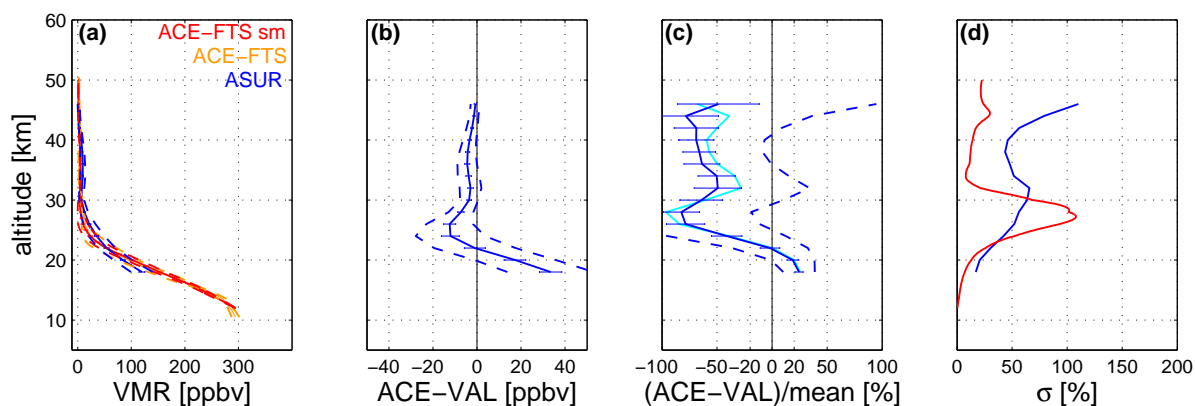 (a)
ACE−FTS sm
ACE−FTS
ASUR
altitude [km]
60
50
40
30
20
10
0 100 200 300
VMR [ppbv]
(b)
−40 −20 0 20 40
ACE−VAL [ppbv]
(c)
−100 −50 −20 0 20 50 100
(ACE−VAL)/mean [%]
(d)
0 50 100 150 200
σ [%]